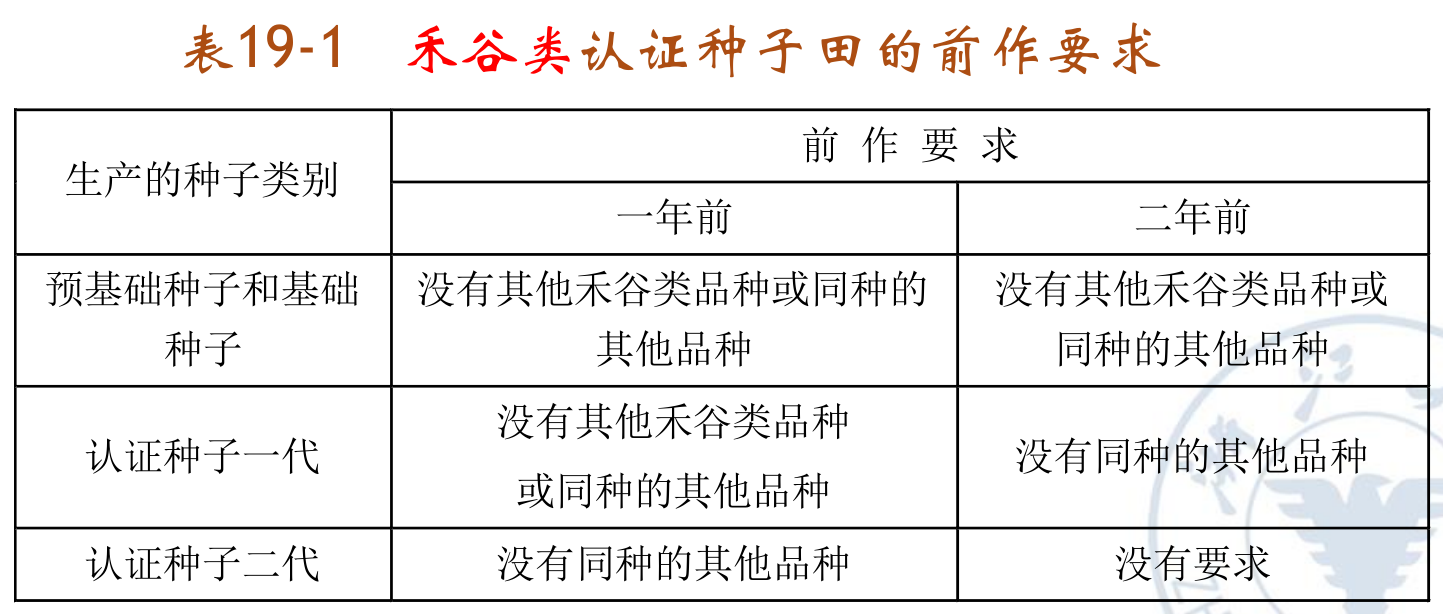 表19-1 禾谷类认证种子田的前作要求
生产的种子类别
前 作 要 求
一年前
二年前
预基础种子和基础
种子
没有其他禾谷类品种或同种的
其他品种
没有其他禾谷类品种或
同种的其他品种
认证种子一代
没有其他禾谷类品种
或同种的其他品种
没有同种的其他品种
认证种子二代
没有同种的其他品种
没有要求